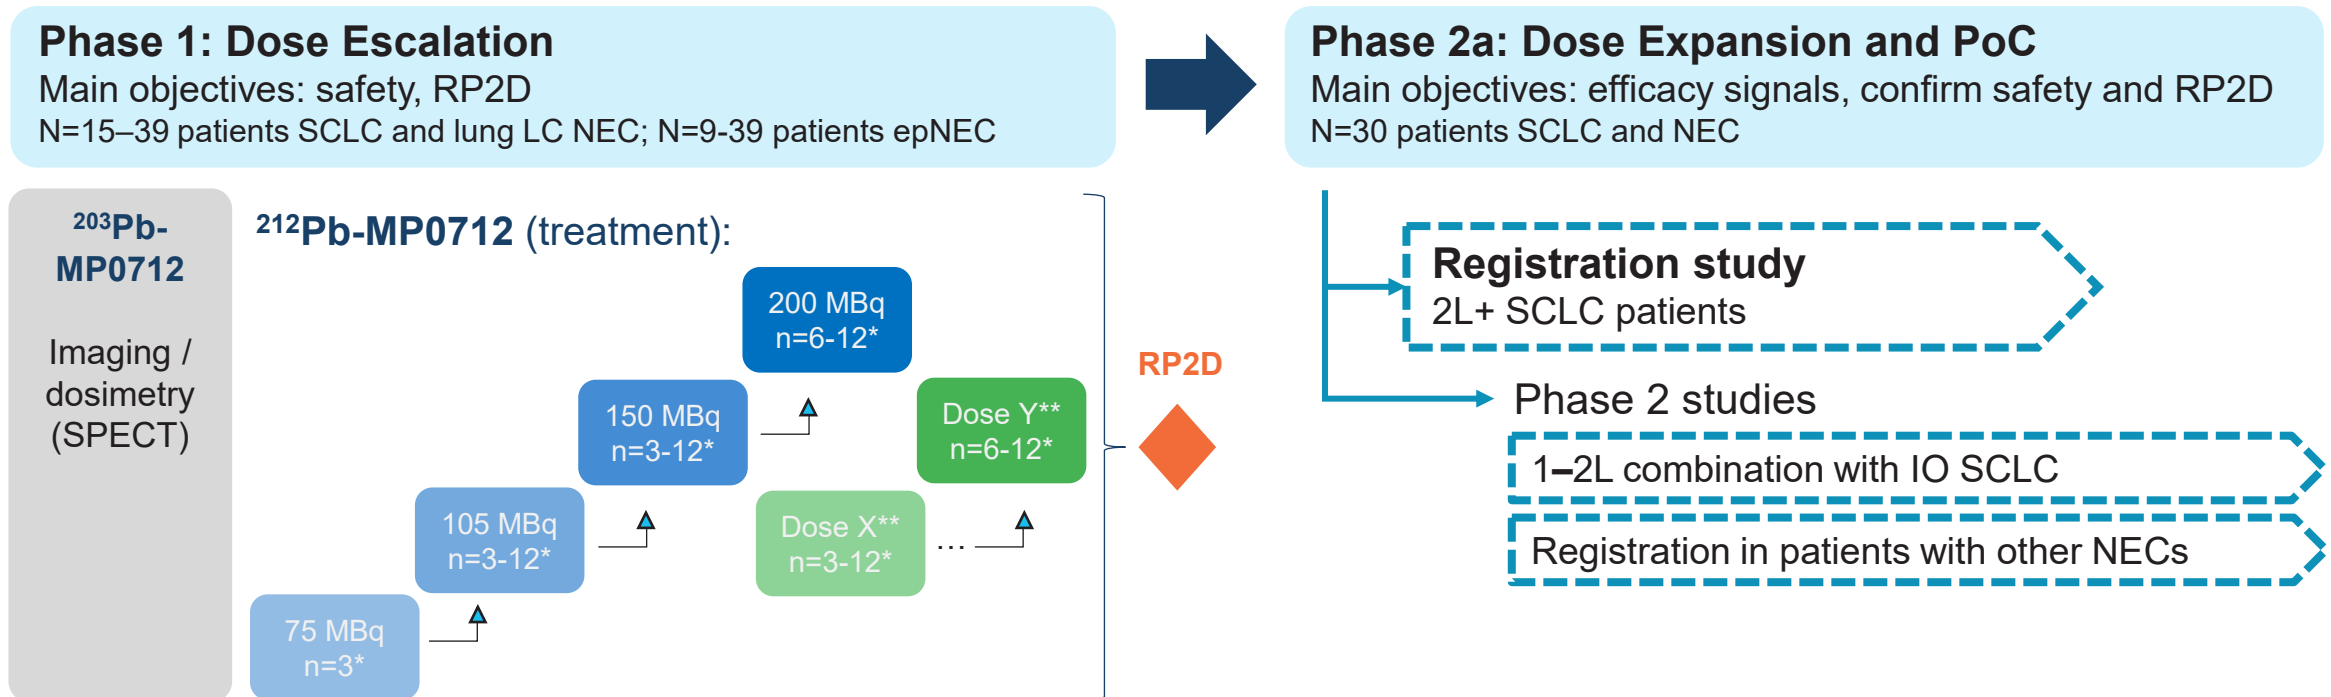 Phase 1: Dose Escalation
Main objectives: safety, RP2D
N=15–39 patients SCLC and lung LC NEC; N=9-39 patients epNEC
Phase 2a: Dose Expansion and PoC
Main objectives: efficacy signals, confirm safety and RP2D
N=30 patients SCLC and NEC
²⁰³Pb-
MP0712
Imaging /
dosimetry
(SPECT)
²¹²Pb-MP0712 (treatment):
75 MBq
n=3*
105 MBq
n=3-12*
150 MBq
n=3-12*
200 MBq
n=6-12*
Dose X**
n=3-12*
...
Dose Y**
n=6-12*
RP2D
Registration study
2L+ SCLC patients
Phase 2 studies
1–2L combination with IO SCLC
Registration in patients with other NECs